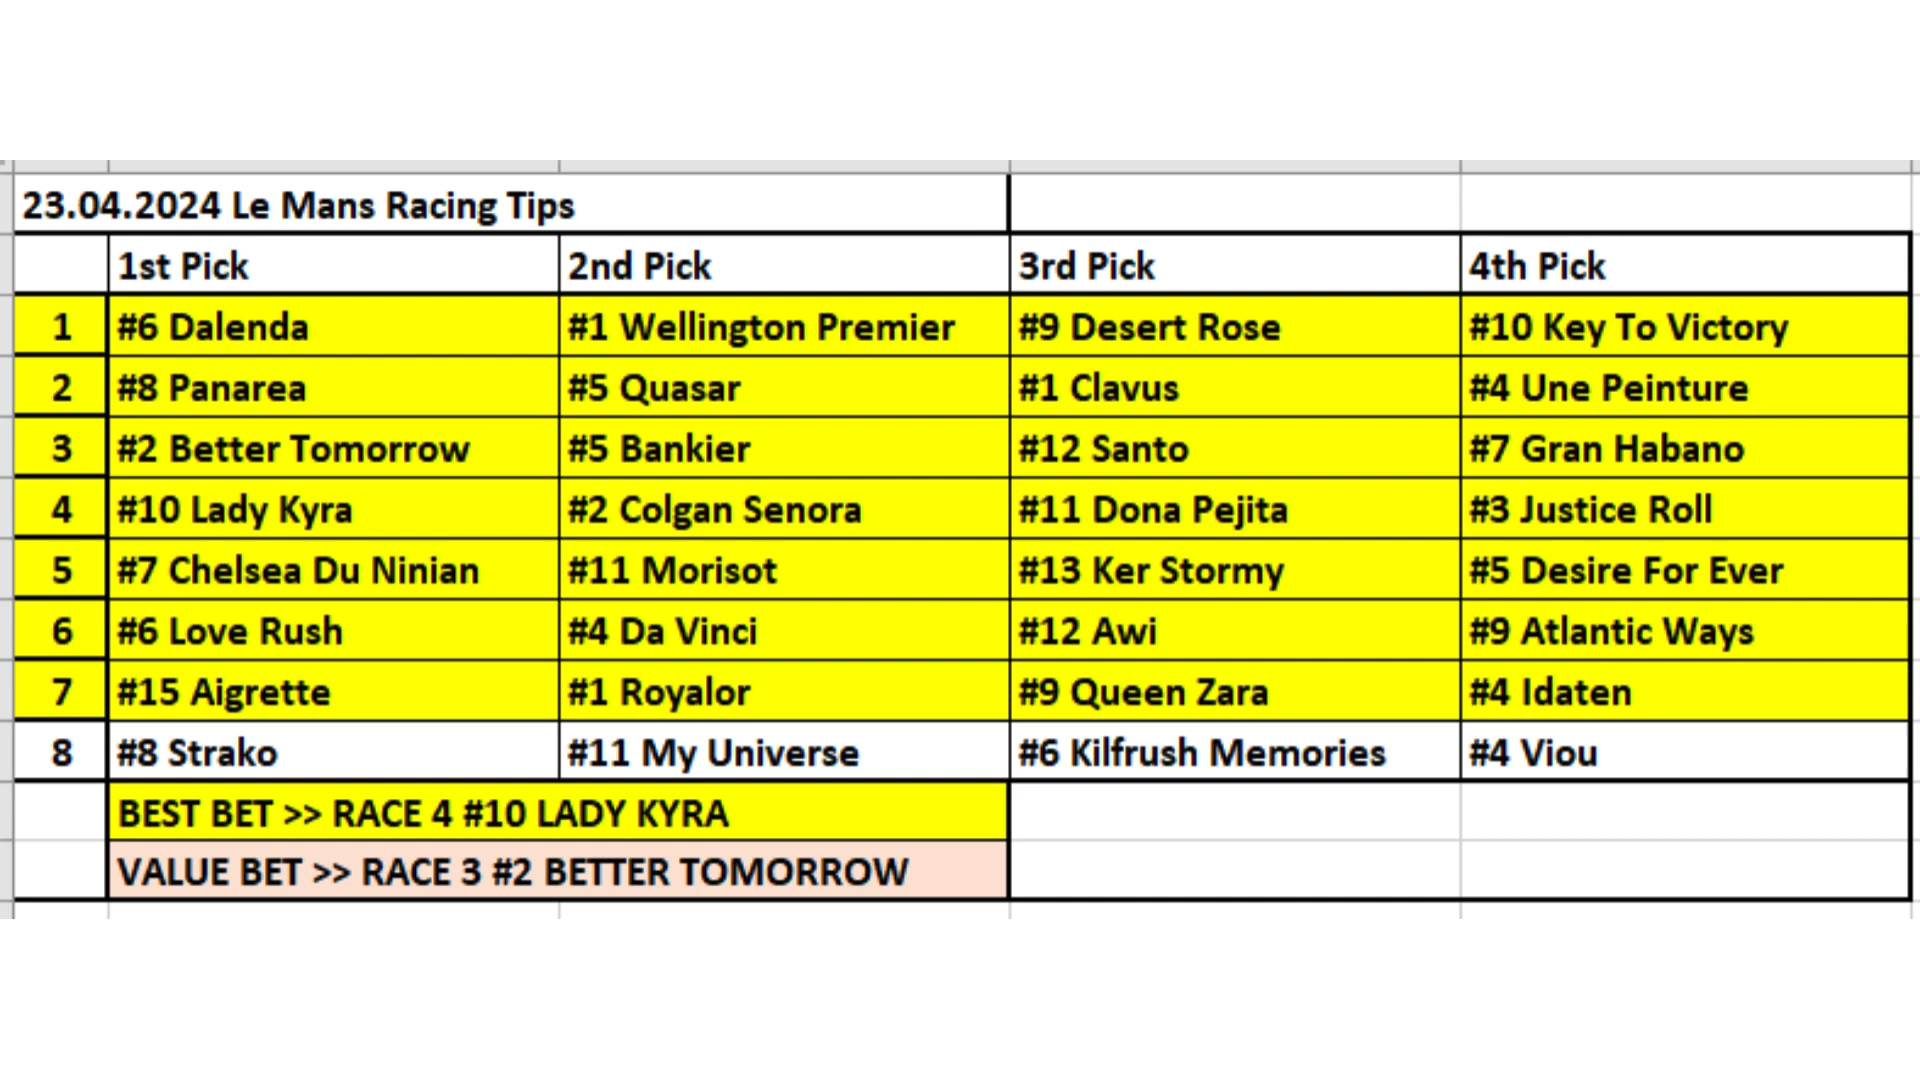 23.04.2024 Le Mans Racing Tips
1st Pick 2nd Pick 3rd Pick 4th Pick
1 #6 Dalenda #1 Wellington Premier #9 Desert Rose #10 Key To Victory
2 #8 Panarea #5 Quasar #1 Clavus #4 Une Peinture
3 #2 Better Tomorrow #5 Bankier #12 Santo #7 Gran Habano
4 #10 Lady Kyra #2 Colgan Senora #11 Dona Pejita #3 Justice Roll
5 #7 Chelsea Du Ninian #11 Morisot #13 Ker Stormy #5 Desire For Ever
6 #6 Love Rush #4 Da Vinci #12 Awi #9 Atlantic Ways
7 #15 Aigrette #1 Royalor #9 Queen Zara #4 Idaten
8 #8 Strako #11 My Universe #6 Kilfrush Memories #4 Viou
BEST BET >> RACE 4 #10 LADY KYRA
VALUE BET >> RACE 3 #2 BETTER TOMORROW